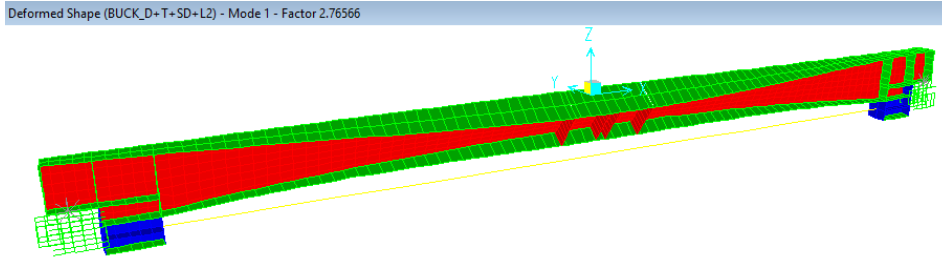 Deformed Shape (BUCK_D+T+SD+L2) - Mode 1 - Factor 2.76566
Z
Y
X